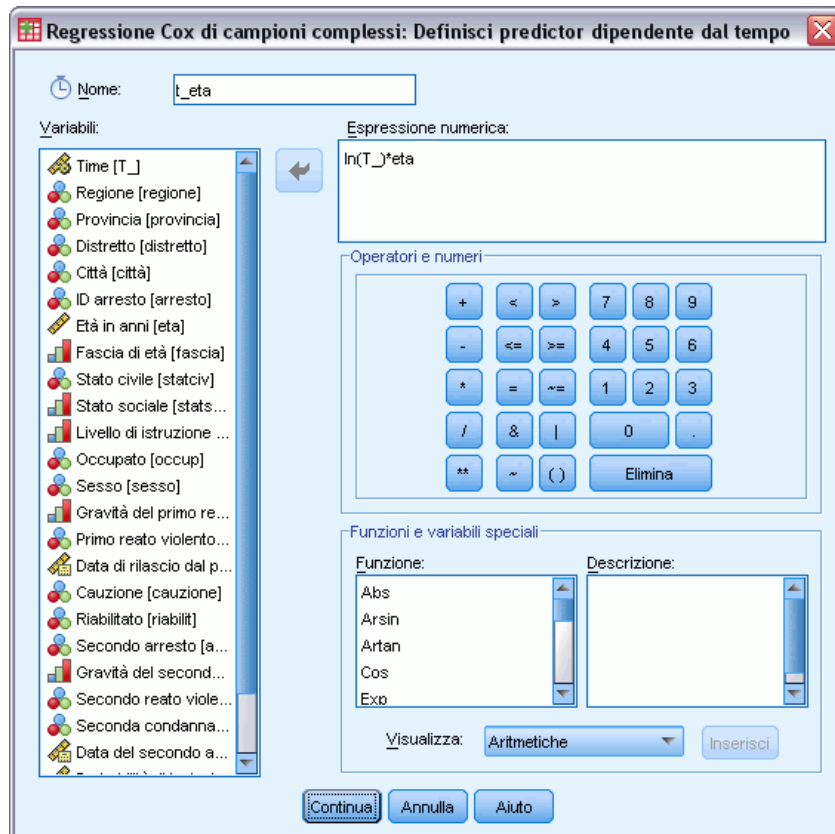 Regressione Cox di campioni complessi: Definisci predictor dipendente dal tempo
Nome: t_eta
Variabili:
Time [T_]
Regione [regione]
Provincia [provincia]
Distretto [distretto]
Città [città]
ID arresto [arresto]
Età in anni [eta]
Fascia di età [fascia]
Stato civile [statciv]
Stato sociale [stats...
Livello di istruzione ...
Occupato [occup]
Sesso [sesso]
Gravità del primo re...
Primo reato violento...
Data di rilascio dal p...
Cauzione [cauzione]
Riabilitato [riabilit]
Secondo arresto [a...
Gravità del second...
Secondo reato viole...
Seconda condanna...
Data del secondo a...
Espressione numerica:
ln(T_)*eta
Operatori e numeri
+ < > 7 8 9
- <= >= 4 5 6
* = ~= 1 2 3
/ & | 0 .
** ~ ( ) Elimina
Funzioni e variabili speciali
Funzione:
Abs
Arsin
Artan
Cos
Exp
Descrizione:
Visualizza: Aritmetiche Inserisci
Continua Annulla Aiuto